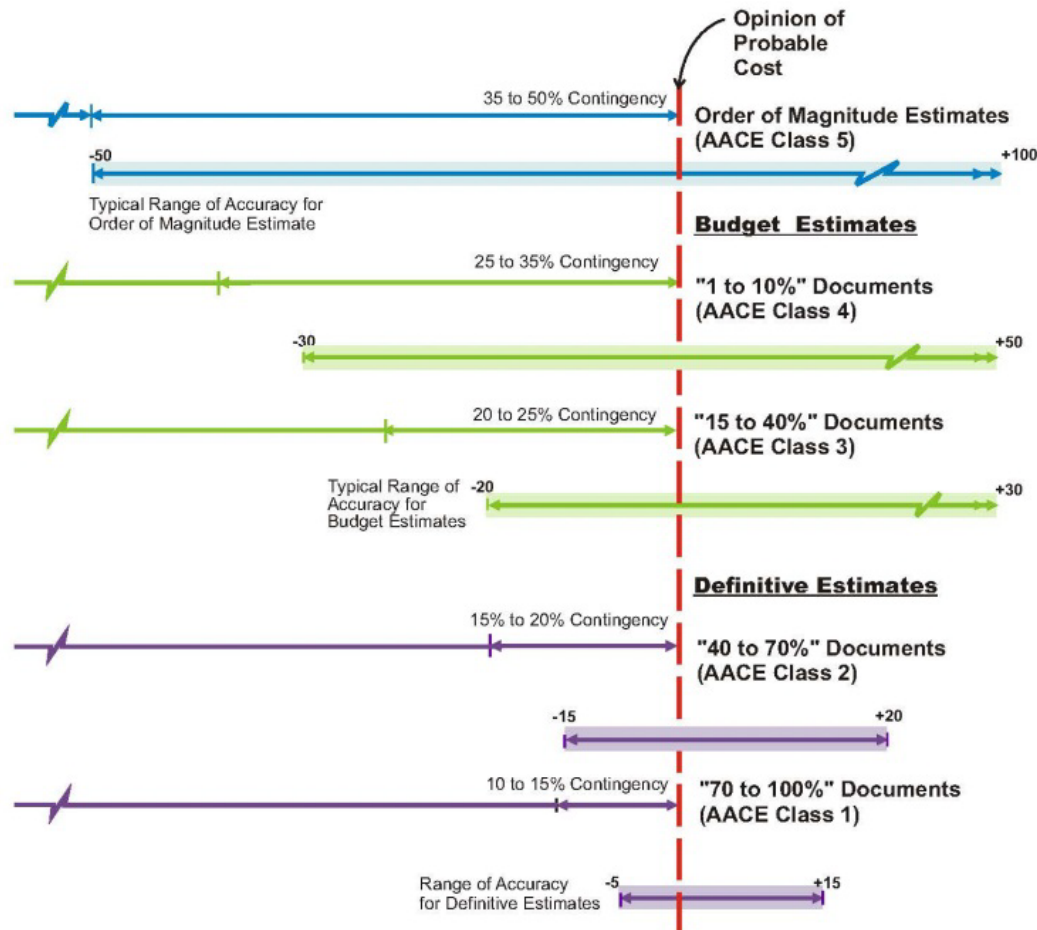 Opinion of
Probable
Cost
35 to 50% Contingency
Order of Magnitude Estimates
(AACE Class 5)
-50
+100
Typical Range of Accuracy for
Order of Magnitude Estimate
Budget Estimates
25 to 35% Contingency
"1 to 10%" Documents
(AACE Class 4)
-30
+50
20 to 25% Contingency
"15 to 40%" Documents
(AACE Class 3)
Typical Range of
Accuracy for
Budget Estimates
-20
+30
Definitive Estimates
15% to 20% Contingency
"40 to 70%" Documents
(AACE Class 2)
-15
+20
10 to 15% Contingency
"70 to 100%" Documents
(AACE Class 1)
Range of Accuracy
for Definitive Estimates
-5
+15